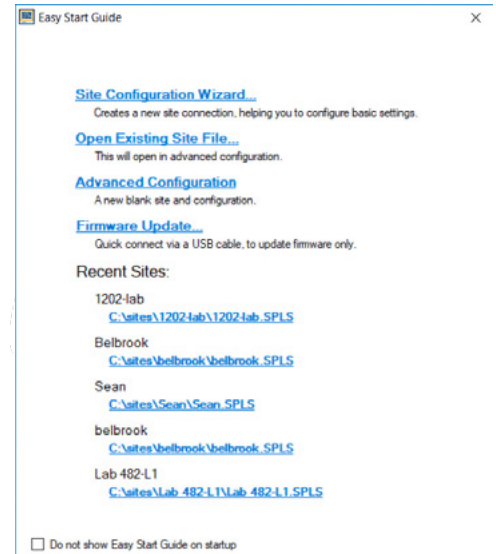 Easy Start Guide
Site Configuration Wizard...
Creates a new site connection, helping you to configure basic settings.
Open Existing Site File...
This will open in advanced configuration.
Advanced Configuration
A new blank site and configuration.
Firmware Update...
Quick connect via a USB cable, to update firmware only.
Recent Sites:
1202-lab
C:\sites\1202-lab\1202-lab.SPLS
Belbrook
C:\sites\belbrook\belbrook.SPLS
Sean
C:\sites\Sean\Sean.SPLS
belbrook
C:\sites\belbrook\belbrook.SPLS
Lab 482-L1
C:\sites\Lab 482-L1\Lab 482-L1.SPLS
Do not show Easy Start Guide on startup